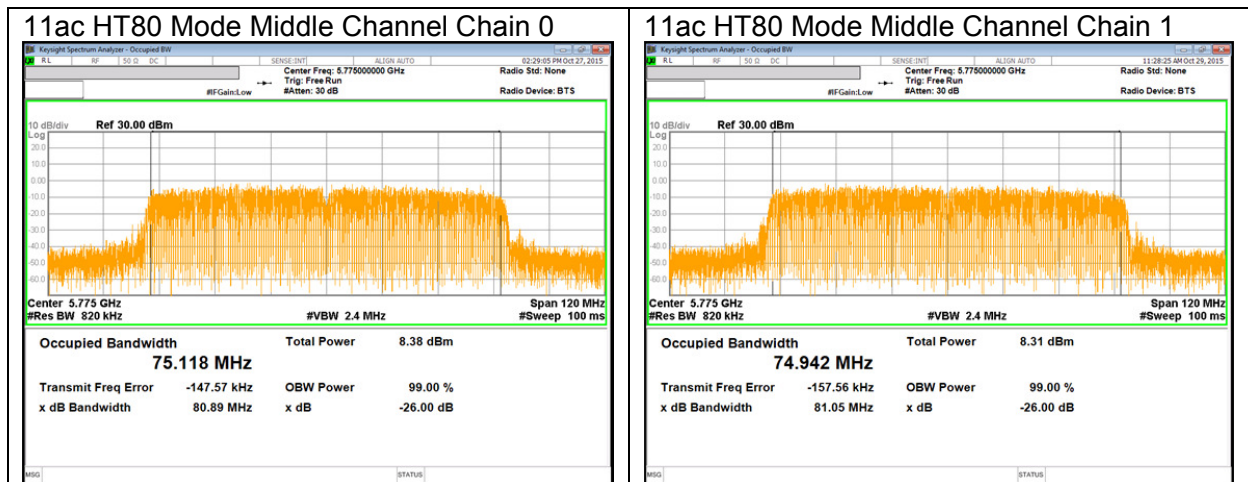 11ac HT80 Mode Middle Channel Chain 0
Keysight Spectrum Analyzer - Occupied BW
RL RF 50 Ω DC SENSE:INT ALIGN AUTO 02:29:05 PM Oct 27, 2015
Center Freq: 5.775000000 GHz Radio Std: None
Trig: Free Run
#IFGain:Low #Atten: 30 dB Radio Device: BTS
10 dB/div Ref 30.00 dBm
Log
20.0
10.0
0.00
-10.0
-20.0
-30.0
-40.0
-50.0
-60.0
Center 5.775 GHz Span 120 MHz
#Res BW 820 kHz #VBW 2.4 MHz #Sweep 100 ms
Occupied Bandwidth Total Power 8.38 dBm
75.118 MHz
Transmit Freq Error -147.57 kHz OBW Power 99.00 %
x dB Bandwidth 80.89 MHz x dB -26.00 dB
MSG STATUS
11ac HT80 Mode Middle Channel Chain 1
Keysight Spectrum Analyzer - Occupied BW
RL RF 50 Ω DC SENSE:INT ALIGN AUTO 11:28:25 AM Oct 29, 2015
Center Freq: 5.775000000 GHz Radio Std: None
Trig: Free Run
#IFGain:Low #Atten: 30 dB Radio Device: BTS
10 dB/div Ref 30.00 dBm
Log
20.0
10.0
0.00
-10.0
-20.0
-30.0
-40.0
-50.0
-60.0
Center 5.775 GHz Span 120 MHz
#Res BW 820 kHz #VBW 2.4 MHz #Sweep 100 ms
Occupied Bandwidth Total Power 8.31 dBm
74.942 MHz
Transmit Freq Error -157.56 kHz OBW Power 99.00 %
x dB Bandwidth 81.05 MHz x dB -26.00 dB
MSG STATUS